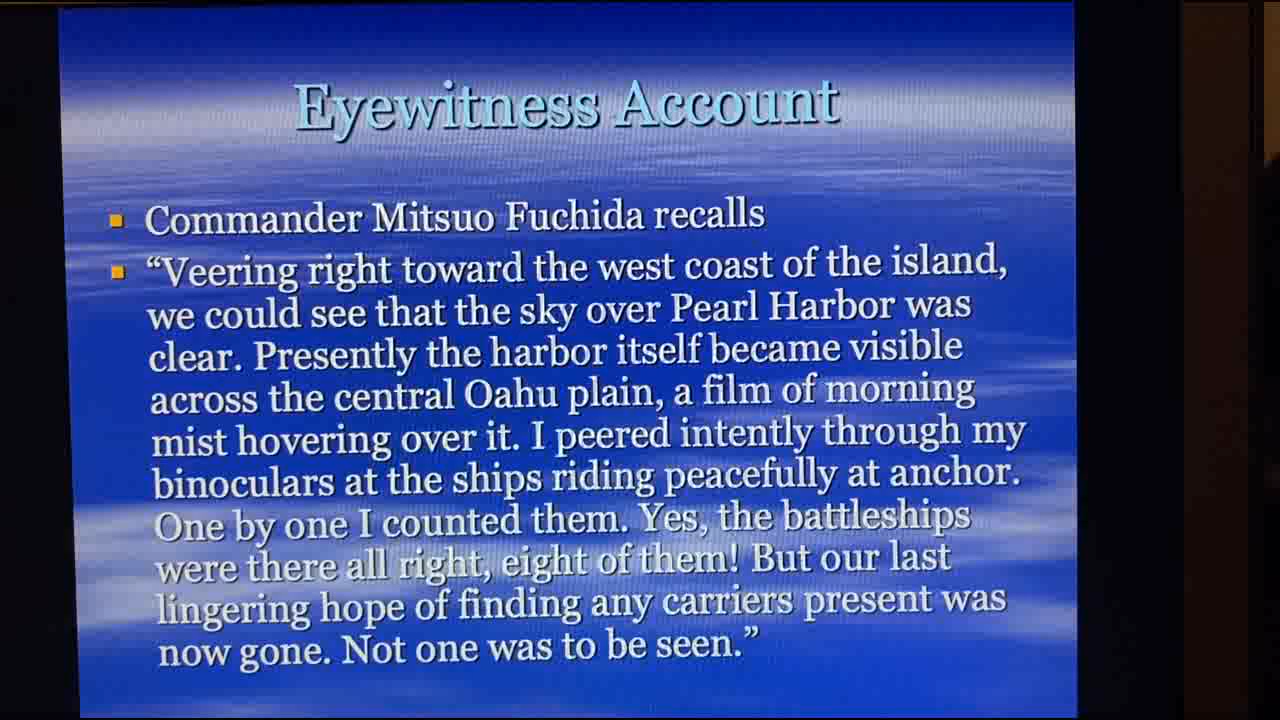 Eyewitness Account
Commander Mitsuo Fuchida recalls
“Veering right toward the west coast of the island,
we could see that the sky over Pearl Harbor was
clear. Presently the harbor itself became visible
across the central Oahu plain, a film of morning
mist hovering over it. I peered intently through my
binoculars at the ships riding peacefully at anchor.
One by one I counted them. Yes, the battleships
were there all right, eight of them! But our last
lingering hope of finding any carriers present was
now gone. Not one was to be seen.”